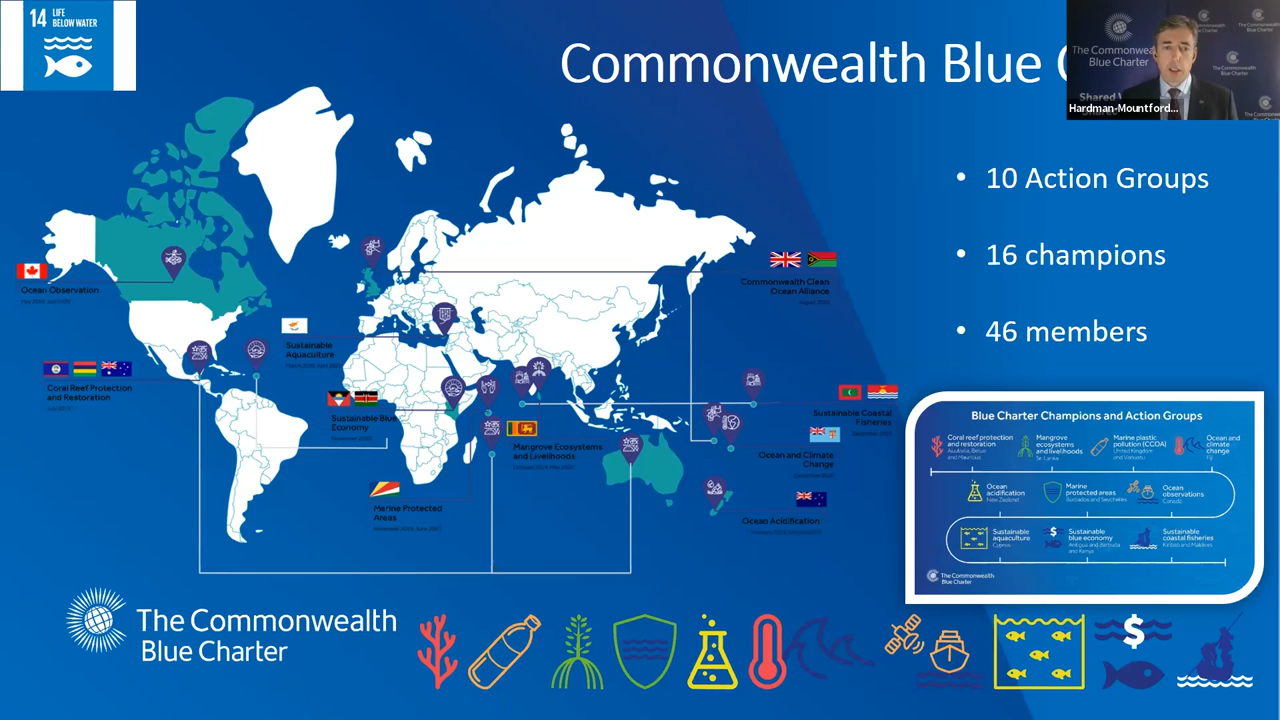 14 LIFE
BELOW WATER
Commonwealth Blue C
The Commonwea
Blue Charter
Hardman-Mountford...
10 Action Groups
16 champions
46 members
Ocean Observation
Commonwealth Clean
Ocean Alliance
Sustainable
Aquaculture
Coral Reef Protection
and Restoration
Sustainable Blue
Economy
Mangrove Ecosystems
and Livelihoods
Sustainable Coastal
Fisheries
Ocean and Climate
Change
Marine Protected
Areas
Ocean Acidification
Blue Charter Champions and Action Groups
Coral reef protection
and restoration
Australia, Belize
and Mauritius
Mangrove
ecosystems
and livelihoods
Sri Lanka
Marine plastic
pollution (CCOA)
United Kingdom
and Vanuatu
Ocean and
climate
change
Fiji
Ocean
acidification
New Zealand
Marine
protected areas
Barbados and Seychelles
Ocean
observations
Canada
Sustainable
aquaculture
Cyprus
Sustainable
blue economy
Antigua and Barbuda
and Kenya
Sustainable
coastal fisheries
Kiribati and Maldives
The Commonwealth
Blue Charter
The Commonwealth
Blue Charter